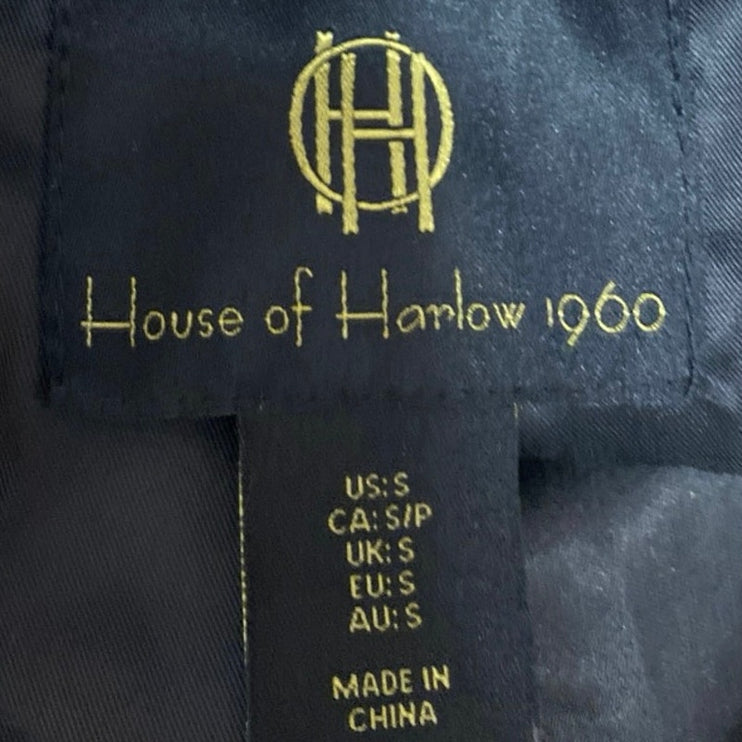 House of Harlow 1960
US: S
CA: S/P
UK: S
EU: S
AU: S
MADE IN
CHINA